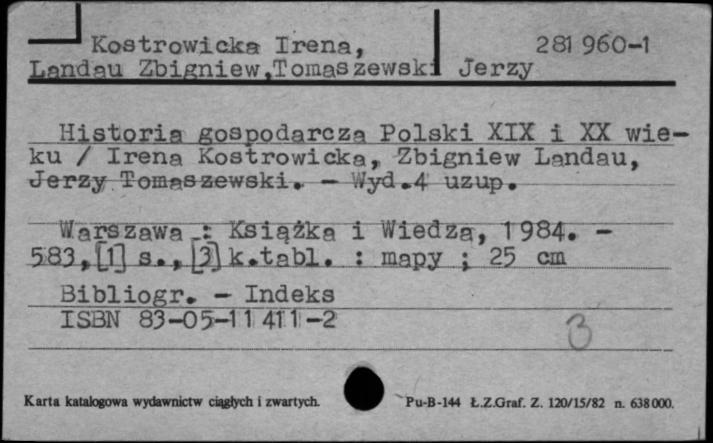 Kostrowicka Irena, 281 960-1
Landau Zbigniew,Tomaszewski Jerzy
Historia gospodarcza Polski XIX i XX wie-
ku / Irena Kostrowicka, Zbigniew Landau,
Jerzy Tomaszewski. - Wyd.4 uzup.
Warszawa : Książka i Wiedza, 1984. -
583,[1] s.,[3]k.tabl. : mapy ; 25 cm
Bibliogr. - Indeks
ISBN 83-05-11411-2
3
Karta katalogowa wydawnictw ciągłych i zwartych. Pu-B-144 Ł.Z.Graf. Z. 120/15/82 n. 638000.